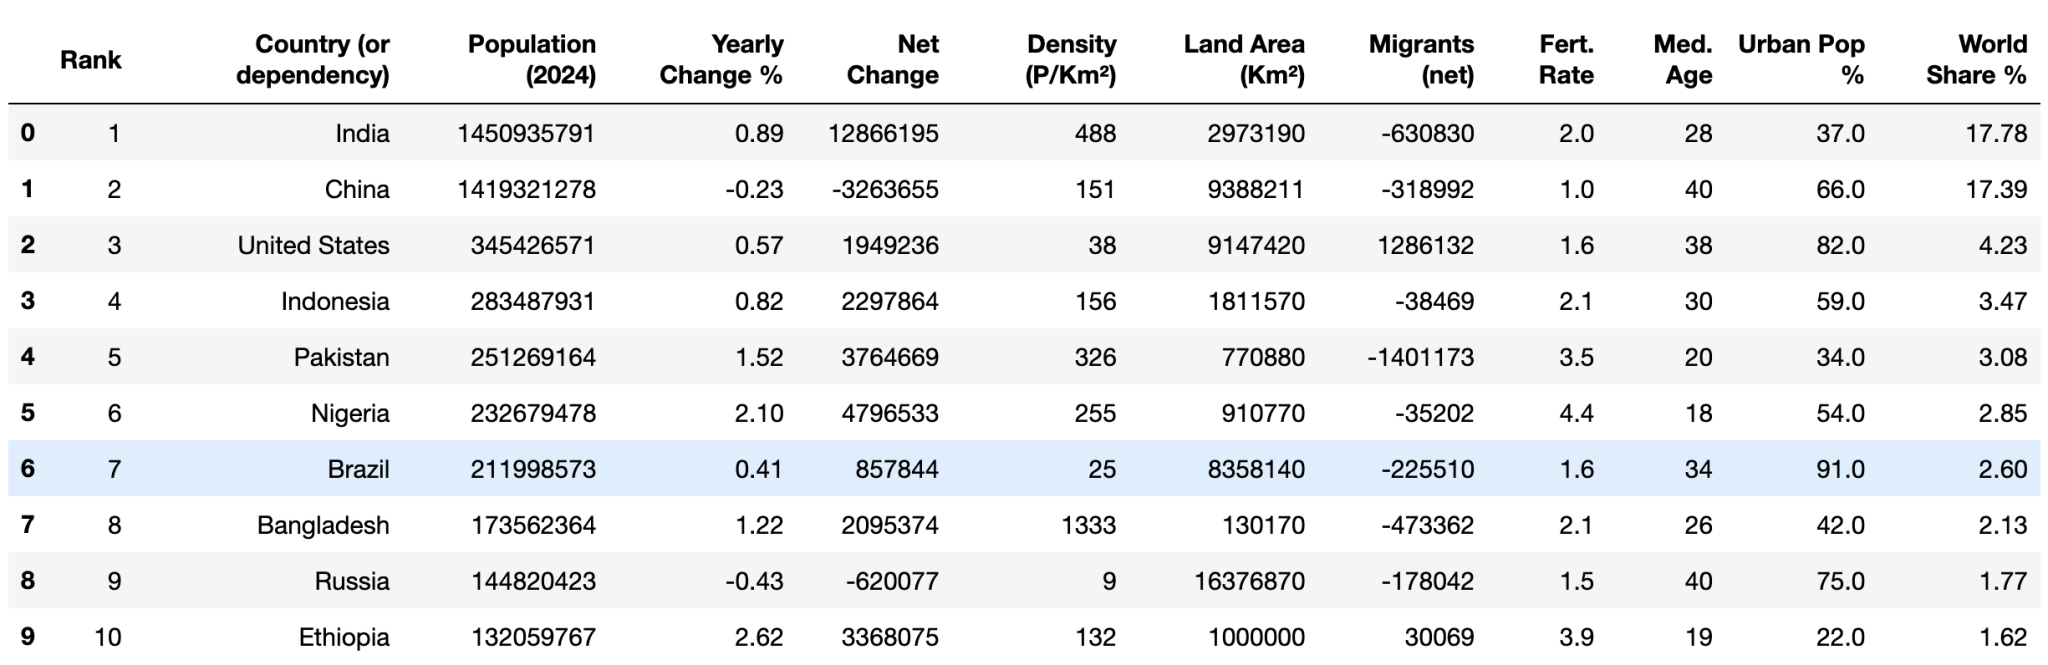 Rank Country (or dependency) Population (2024) Yearly Change % Net Change Density (P/Km²) Land Area (Km²) Migrants (net) Fert. Rate Med. Age Urban Pop % World Share %
0 1 India 1450935791 0.89 12866195 488 2973190 -630830 2.0 28 37.0 17.78
1 2 China 1419321278 -0.23 -3263655 151 9388211 -318992 1.0 40 66.0 17.39
2 3 United States 345426571 0.57 1949236 38 9147420 1286132 1.6 38 82.0 4.23
3 4 Indonesia 283487931 0.82 2297864 156 1811570 -38469 2.1 30 59.0 3.47
4 5 Pakistan 251269164 1.52 3764669 326 770880 -1401173 3.5 20 34.0 3.08
5 6 Nigeria 232679478 2.10 4796533 255 910770 -35202 4.4 18 54.0 2.85
6 7 Brazil 211998573 0.41 857844 25 8358140 -225510 1.6 34 91.0 2.60
7 8 Bangladesh 173562364 1.22 2095374 1333 130170 -473362 2.1 26 42.0 2.13
8 9 Russia 144820423 -0.43 -620077 9 16376870 -178042 1.5 40 75.0 1.77
9 10 Ethiopia 132059767 2.62 3368075 132 1000000 30069 3.9 19 22.0 1.62